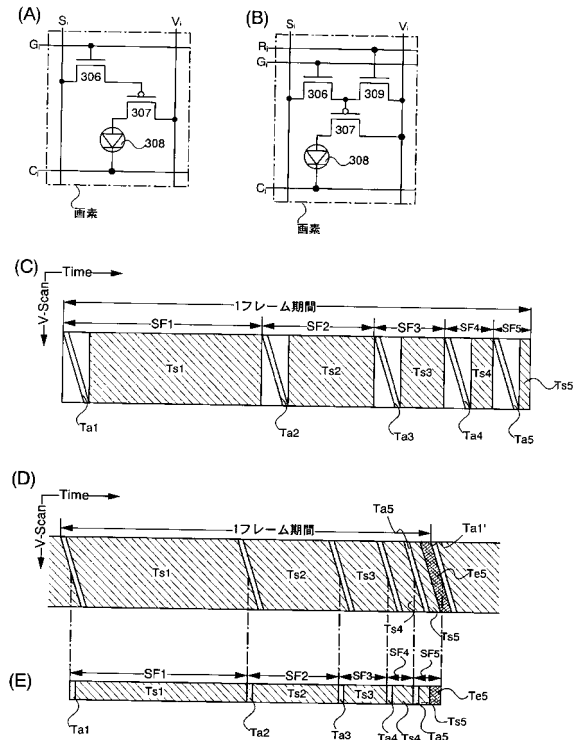 (A)
Si
Vi
Gi
306
307
308
Ci
画素
(B)
Si
Vi
Ri
Gi
306
309
307
308
Ci
画素
(C)
Time
V-Scan
1フレーム期間
SF1
SF2
SF3
SF4
SF5
Ts1
Ts2
Ts3
Ts4
Ts5
Ta1
Ta2
Ta3
Ta4
Ta5
(D)
Time
V-Scan
1フレーム期間
Ta5
Ta1'
Ts1
Ts2
Ts3
Te5
Ts4
Ts5
(E)
SF1
SF2
SF3
SF4
SF5
Ts1
Ts2
Ts3
Te5
Ta1
Ta2
Ta3
Ta4
Ts4
Ta5
Ts5